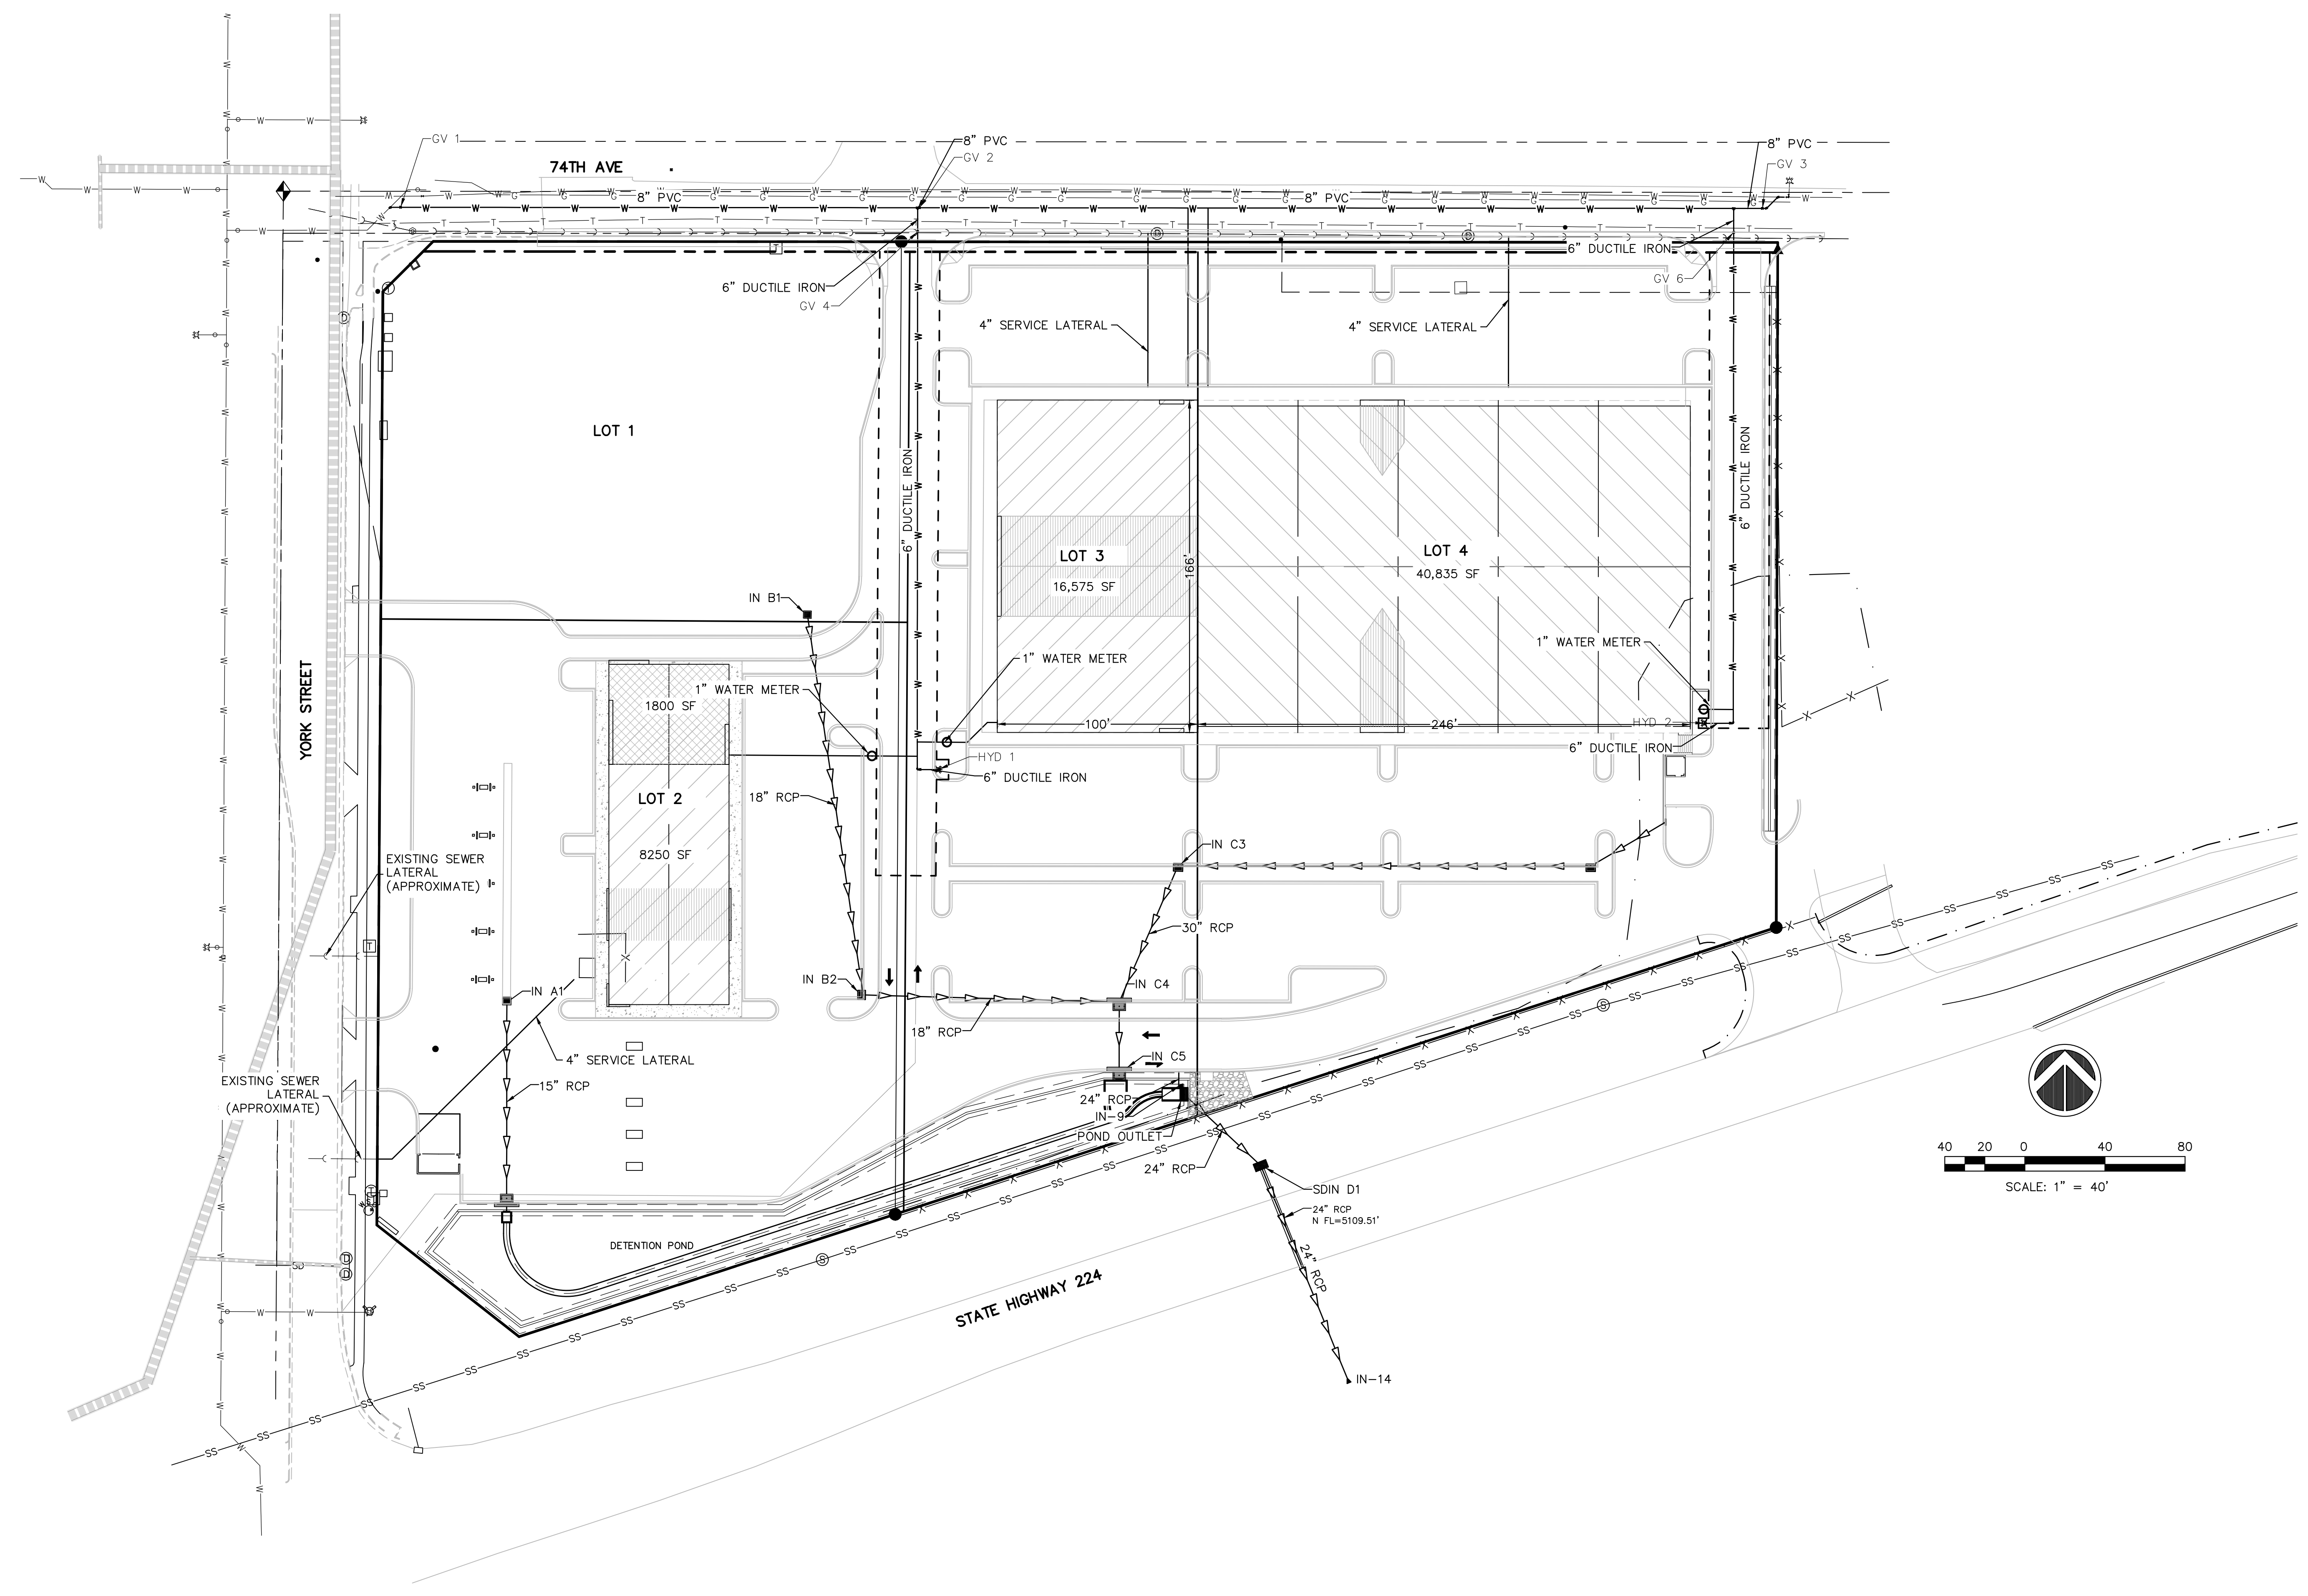 GV 1
8" PVC
GV 2
8" PVC
GV 3
74TH AVE
8" PVC
8" PVC
6" DUCTILE IRON
GV 6
6" DUCTILE IRON
GV 4
4" SERVICE LATERAL
4" SERVICE LATERAL
LOT 1
6" DUCTILE IRON
6" DUCTILE IRON
LOT 3
16,575 SF
166'
LOT 4
40,835 SF
IN B1
1" WATER METER
1" WATER METER
1" WATER METER
YORK STREET
1800 SF
100'
246'
HYD 2
6" DUCTILE IRON
HYD 1
6" DUCTILE IRON
LOT 2
18" RCP
8250 SF
EXISTING SEWER
LATERAL
(APPROXIMATE)
IN C3
30" RCP
IN A1
IN B2
IN C4
18" RCP
4" SERVICE LATERAL
IN C5
15" RCP
EXISTING SEWER
LATERAL
(APPROXIMATE)
24" RCP
IN-9
POND OUTLET
24" RCP
SDIN D1
24" RCP
N FL=5109.51'
24" RCP
DETENTION POND
SD
STATE HIGHWAY 224
IN-14
40 20 0 40 80
SCALE: 1" = 40'